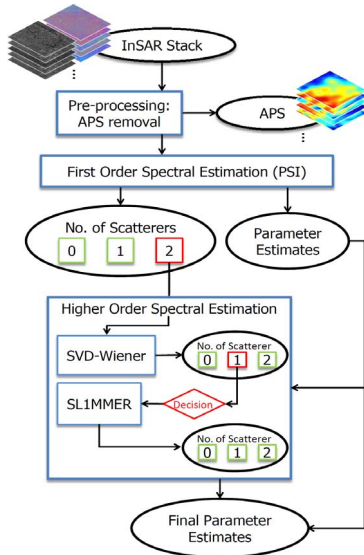 InSAR Stack
Pre-processing:
APS removal
APS
First Order Spectral Estimation (PSI)
No. of Scatterers
0 1 2
Parameter
Estimates
Higher Order Spectral Estimation
SVD-Wiener
No. of Scatterer
0 1 2
SL1MMER
Decision
No. of Scatterer
0 1 2
Final Parameter
Estimates